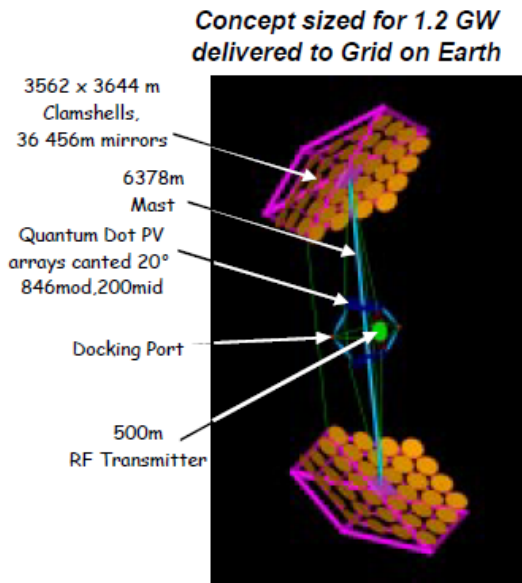 Concept sized for 1.2 GW
delivered to Grid on Earth
3562 x 3644 m
Clamshells,
36 456m mirrors
6378m
Mast
Quantum Dot PV
arrays canted 20°
846mod,200mid
Docking Port
500m
RF Transmitter